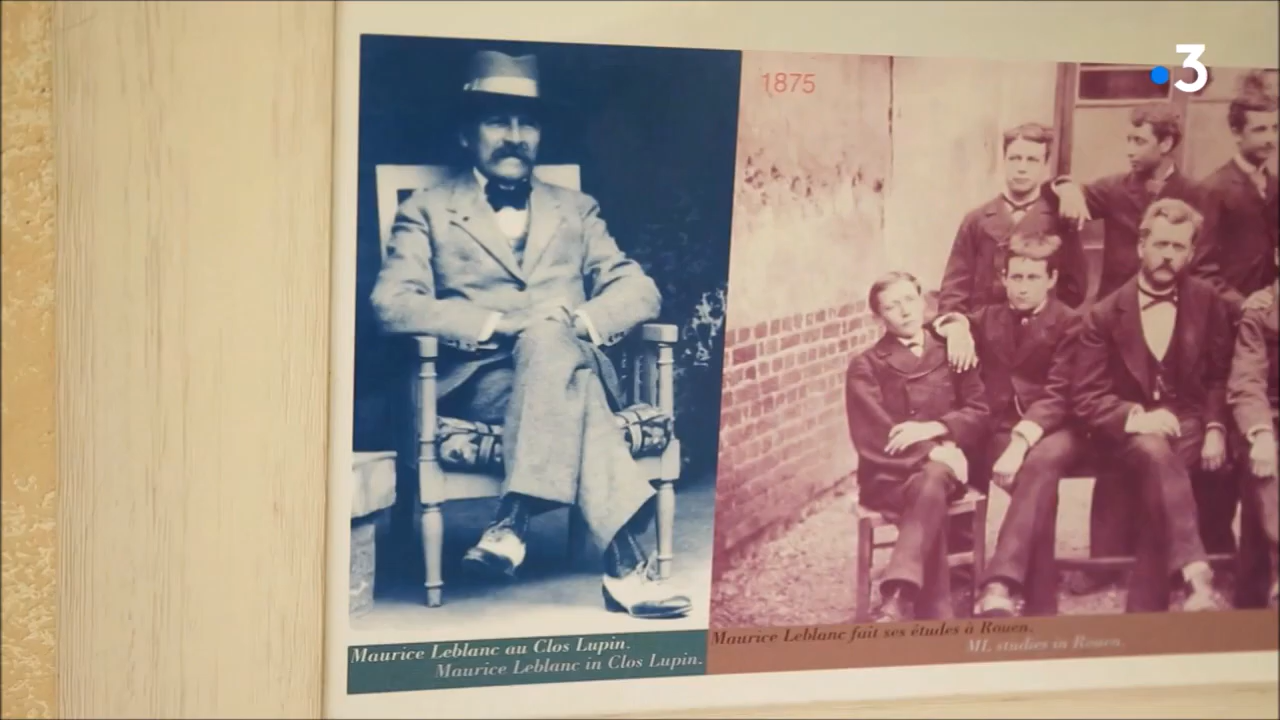 3
1875
Maurice Leblanc au Clos Lupin.
Maurice Leblanc in Clos Lupin.
Maurice Leblanc fait ses études à Rouen.
ML studies in Rouen.